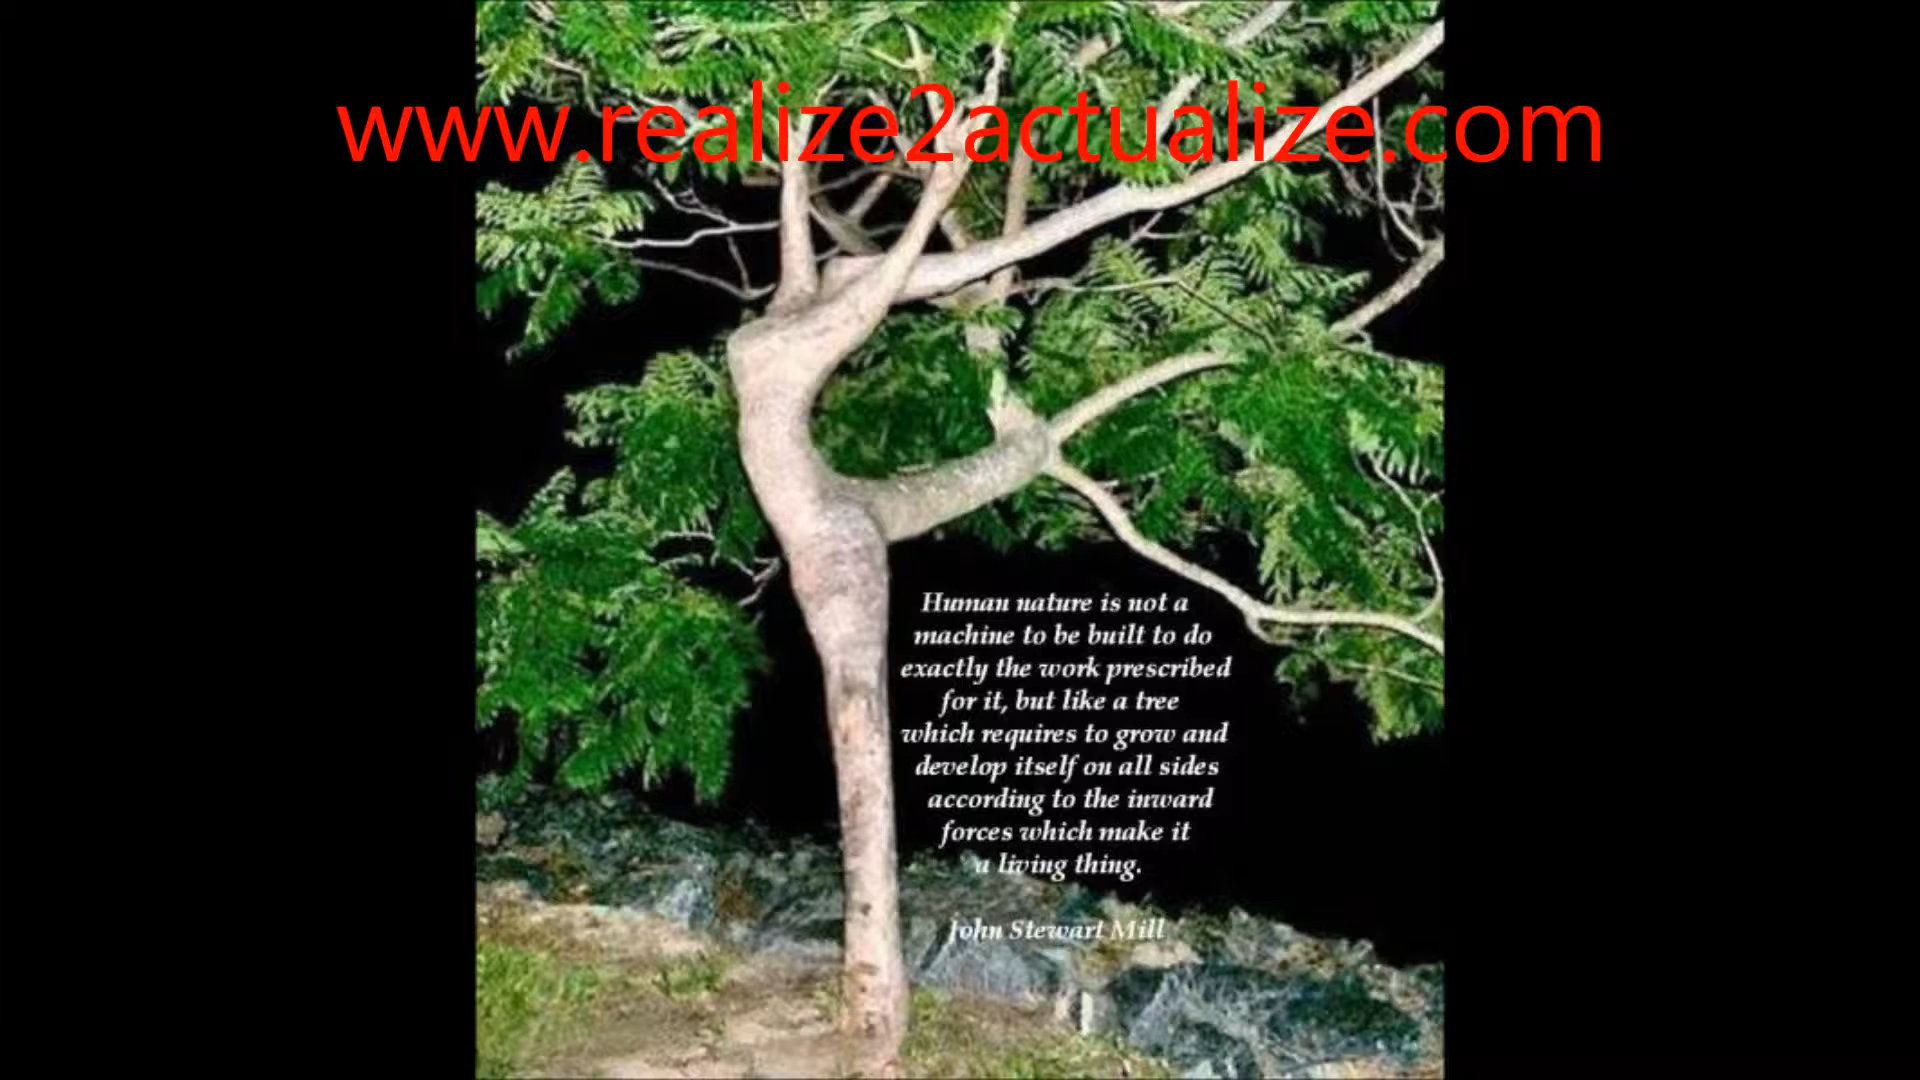 www.realize2actualize.com
Human nature is not a
machine to be built to do
exactly the work prescribed
for it, but like a tree
which requires to grow and
develop itself on all sides
according to the inward
forces which make it
a living thing.
John Stewart Mill